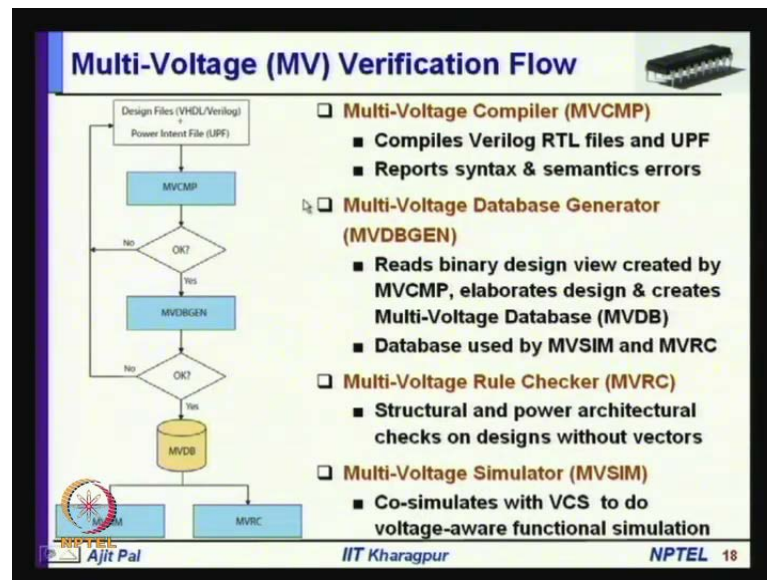 Multi-Voltage (MV) Verification Flow
Design Files (VHDL/Verilog)
+
Power Intent File (UPF)
MVCMP
No
OK?
Yes
MVDBGEN
No
OK?
Yes
MVDB
MVRC
❑ Multi-Voltage Compiler (MVCMP)
■ Compiles Verilog RTL files and UPF
■ Reports syntax & semantics errors
❑ Multi-Voltage Database Generator
(MVDBGEN)
■ Reads binary design view created by
MVCMP, elaborates design & creates
Multi-Voltage Database (MVDB)
■ Database used by MVSIM and MVRC
❑ Multi-Voltage Rule Checker (MVRC)
■ Structural and power architectural
checks on designs without vectors
❑ Multi-Voltage Simulator (MVSIM)
■ Co-simulates with VCS to do
voltage-aware functional simulation
NPTEL
Ajit Pal
IIT Kharagpur
NPTEL 18